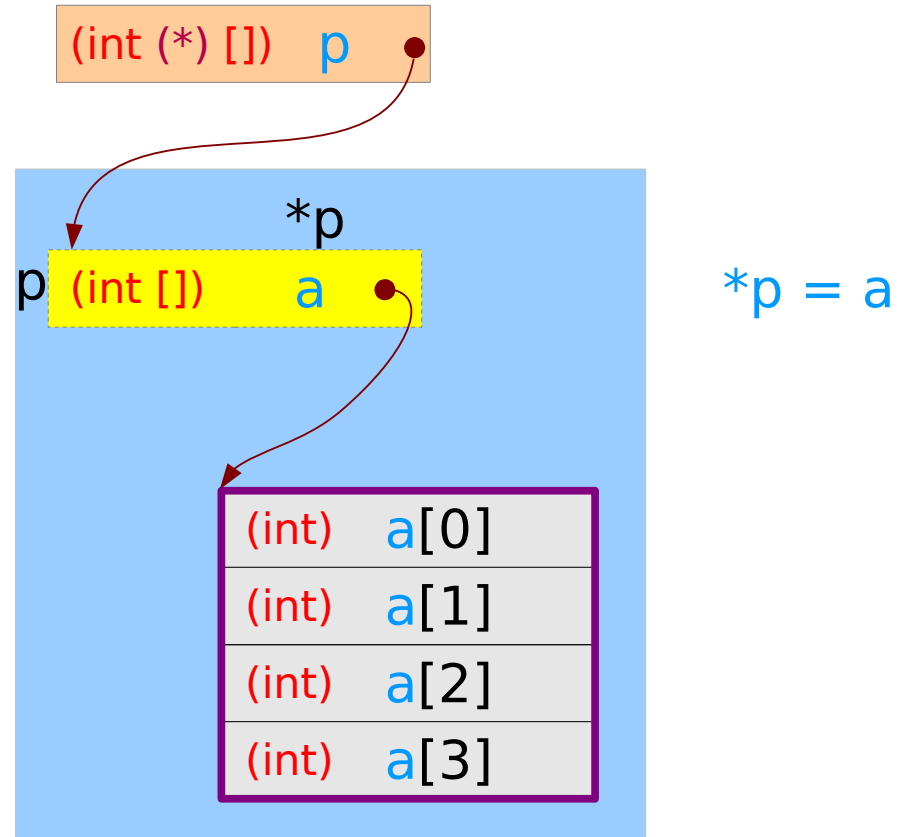 (int (*) []) p
*p
p (int []) a
*p = a
(int) a[0]
(int) a[1]
(int) a[2]
(int) a[3]